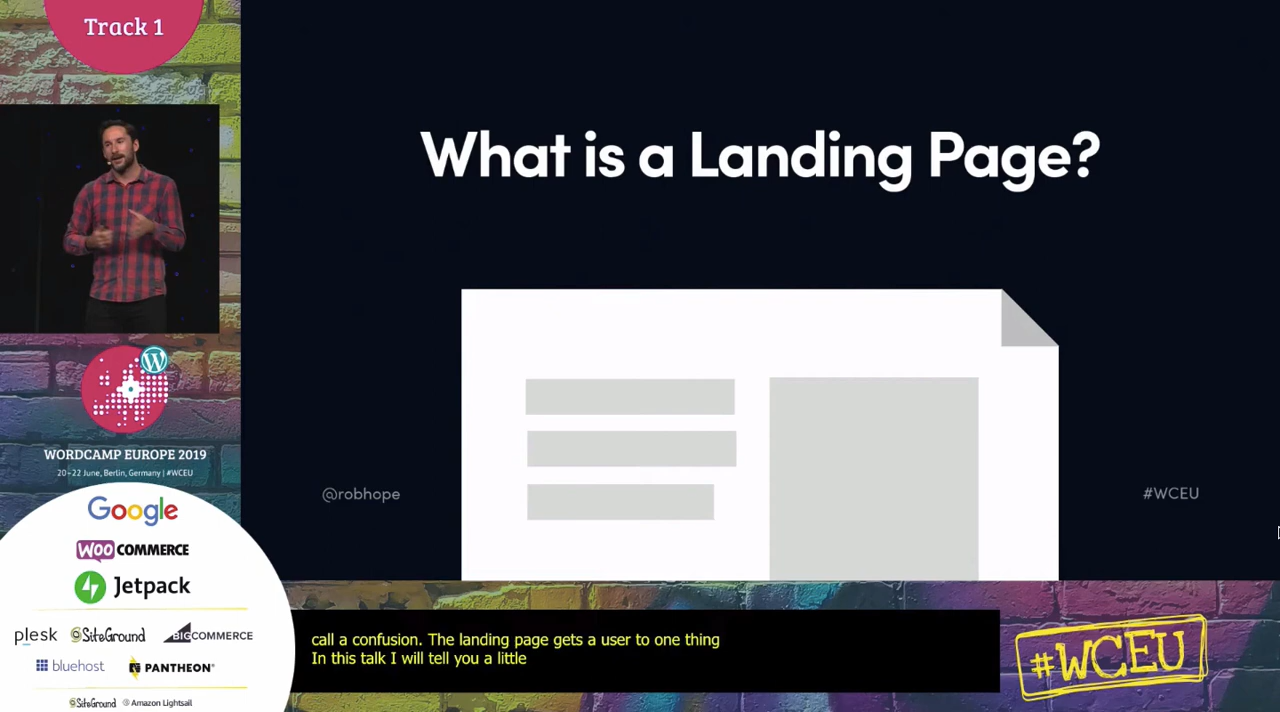 Track 1
What is a Landing Page?
@robhope
#WCEU
WORDCAMP EUROPE 2019
20–22 June, Berlin, Germany | #WCEU
Google
WOO COMMERCE
Jetpack
plesk SiteGround BIGCOMMERCE
bluehost PANTHEON
SiteGround Amazon Lightsail
call a confusion. The landing page gets a user to one thing
In this talk I will tell you a little
#WCEU